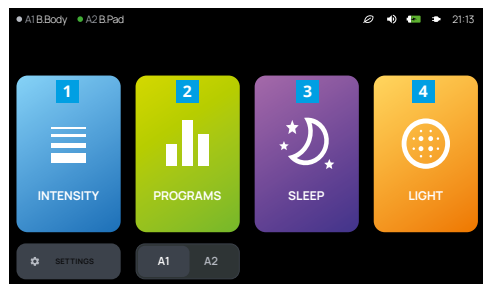 A1 B.Body A2 B.Pad 21:13
1 2 3 4
INTENSITY PROGRAMS SLEEP LIGHT
SETTINGS A1 A2